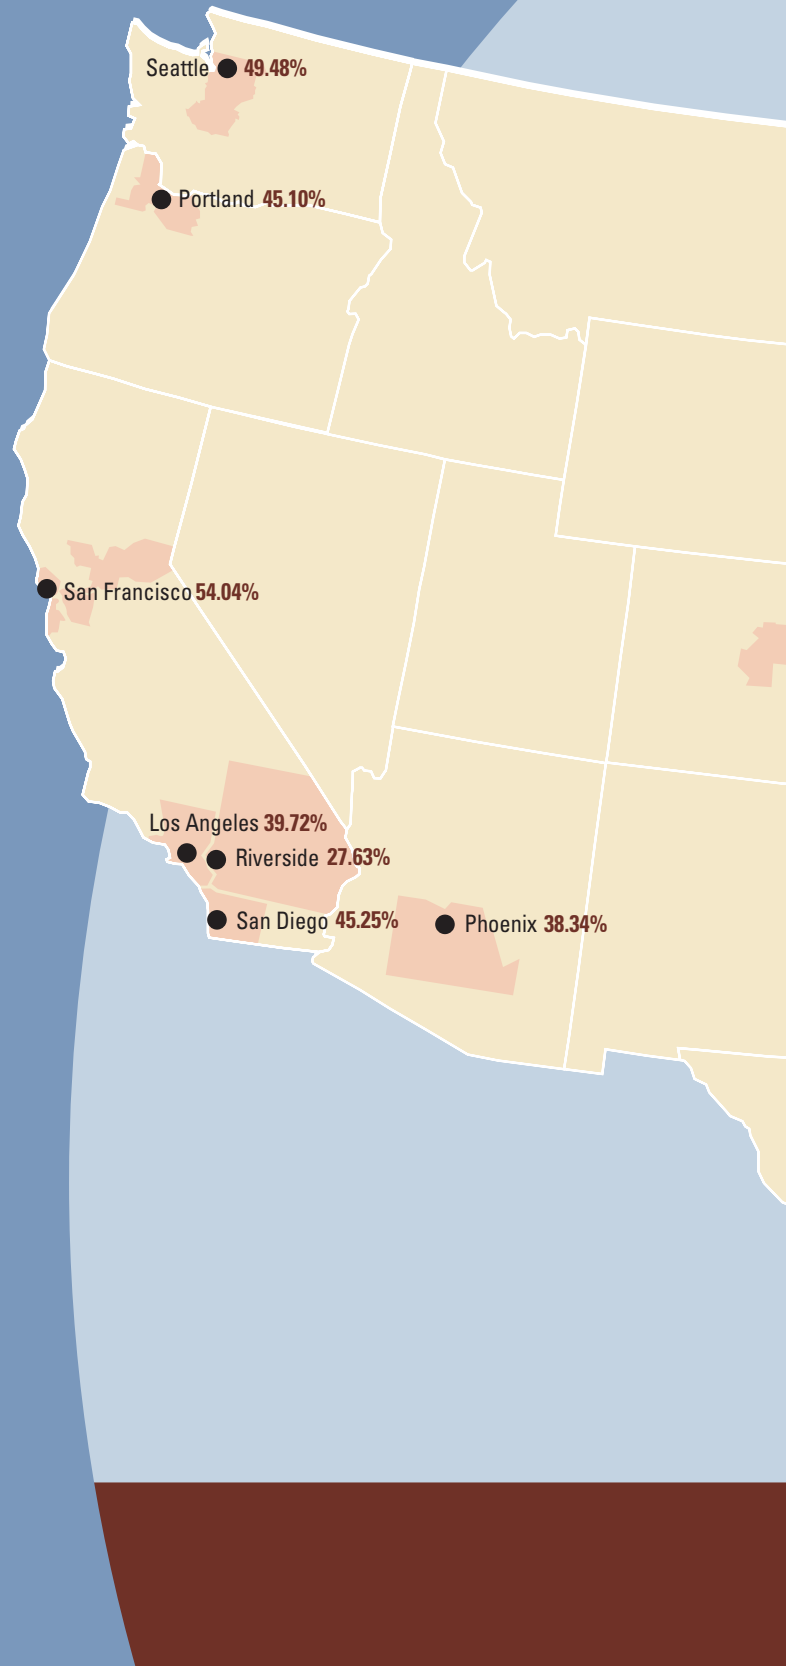 Seattle 49.48%
Portland 45.10%
San Francisco 54.04%
Los Angeles 39.72%
Riverside 27.63%
San Diego 45.25%
Phoenix 38.34%